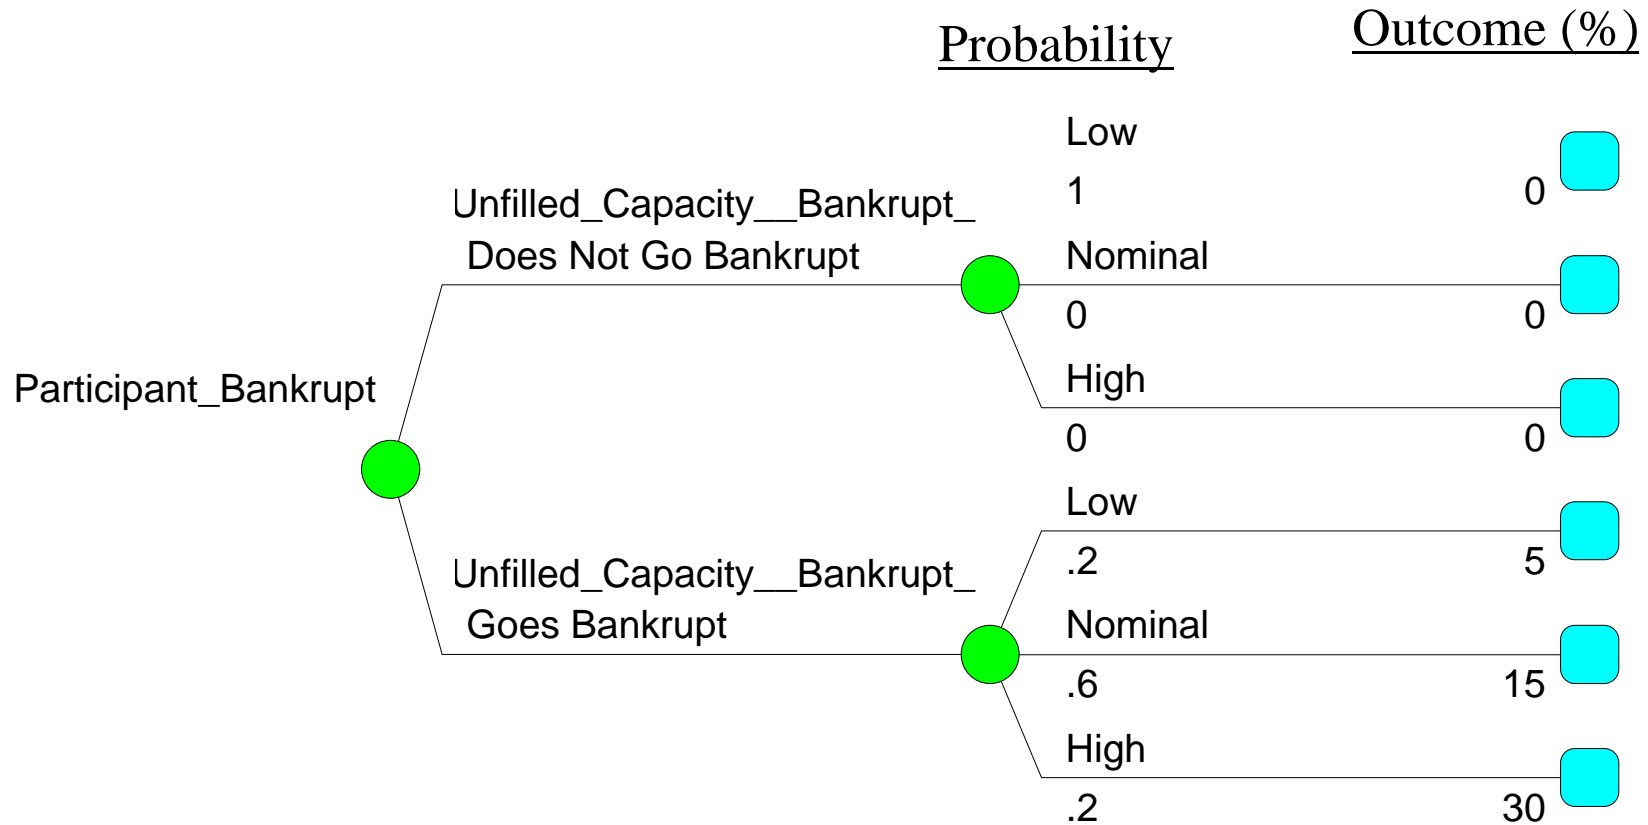 Probability
Outcome (%)
Low
1
0
Unfilled_Capacity__Bankrupt_
Does Not Go Bankrupt
Nominal
0
0
High
0
0
Participant_Bankrupt
Low
.2
5
Unfilled_Capacity__Bankrupt_
Goes Bankrupt
Nominal
.6
15
High
.2
30